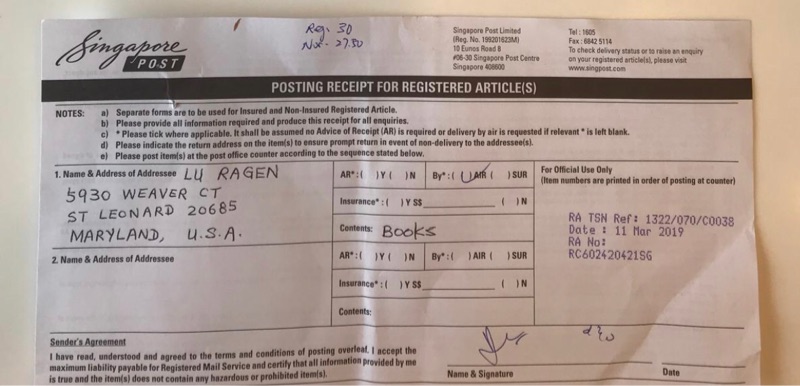 Singapore
POST
Reg. 30
Nor - 27.50
Singapore Post Limited
(Reg. No. 199201623M)
10 Eunos Road 8
#06-30 Singapore Post Centre
Singapore 408600
Tel : 1605
Fax : 6842 5114
To check delivery status or to raise an enquiry
on your registered article(s), please visit
www.singpost.com
POSTING RECEIPT FOR REGISTERED ARTICLE(S)
NOTES: a) Separate forms are to be used for Insured and Non-Insured Registered Article.
b) Please provide all information required and produce this receipt for all enquiries.
c) * Please tick where applicable. It shall be assumed no Advice of Receipt (AR) is required or delivery by air is requested if relevant * is left blank.
d) Please indicate the return address on the item(s) to ensure prompt return in event of non-delivery to the addressee(s).
e) Please post item(s) at the post office counter according to the sequence stated below.
1. Name & Address of Addressee LY RAGEN
5930 WEAVER CT
ST LEONARD 20685
MARYLAND, U.S.A.
AR*:( )Y ( )N By*:( )AIR ( )SUR
Insurance* :( )Y S$ ( )N
Contents: BOOKS
For Official Use Only
(Item numbers are printed in order of posting at counter)
RA TSN Ref: 1322/070/C0038
Date : 11 Mar 2019
RA No:
RC602420421SG
2. Name & Address of Addressee
AR*:( )Y ( )N By*:( )AIR ( )SUR
Insurance* :( )Y S$ ( )N
Contents:
Sender's Agreement
I have read, understood and agreed to the terms and conditions of posting overleaf. I accept the
maximum liability payable for Registered Mail Service and certify that all information provided by me
is true and the item(s) does not contain any hazardous or prohibited item(s).
Name & Signature
Date